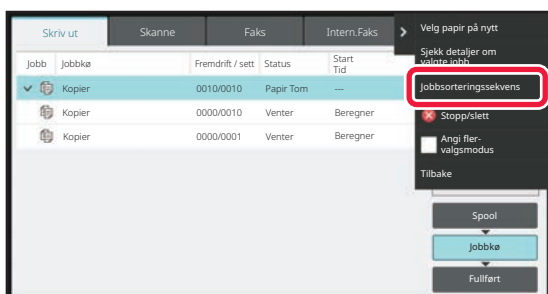 Skriv ut
Skanne
Faks
Intern.Faks
Jobb
Jobbkø
Fremdrift / sett
Status
Start
Tid
Kopier
0010/0010
Papir Tom
---
Kopier
0000/0010
Venter
Beregner
Kopier
0000/0001
Venter
Beregner
Velg papir på nytt
Sjekk detaljer om
valgte jobb
Jobbsorteringssekvens
Stopp/slett
Angi fler-
valgsmodus
Tilbake
Spool
Jobbkø
Fullført